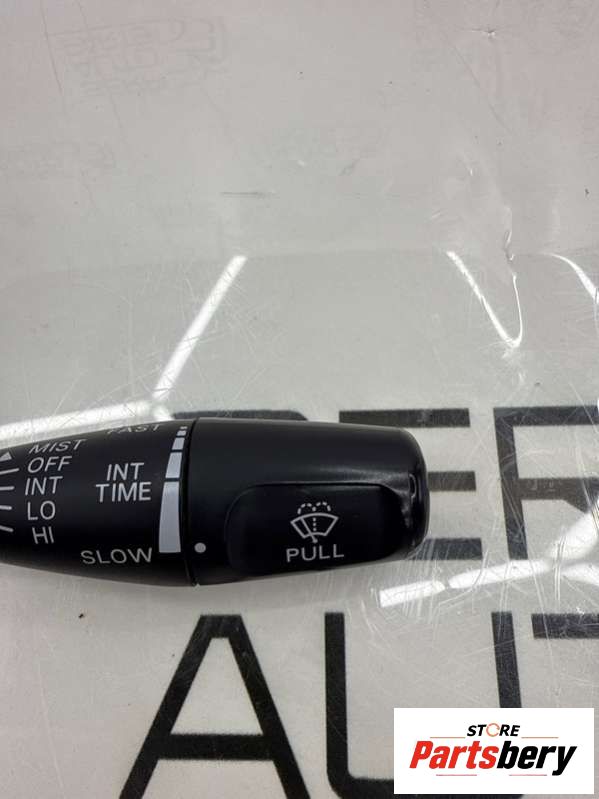 FAST
MIST
OFF
INT
LO
HI
INT
TIME
SLOW
PULL
STORE
Partsbery